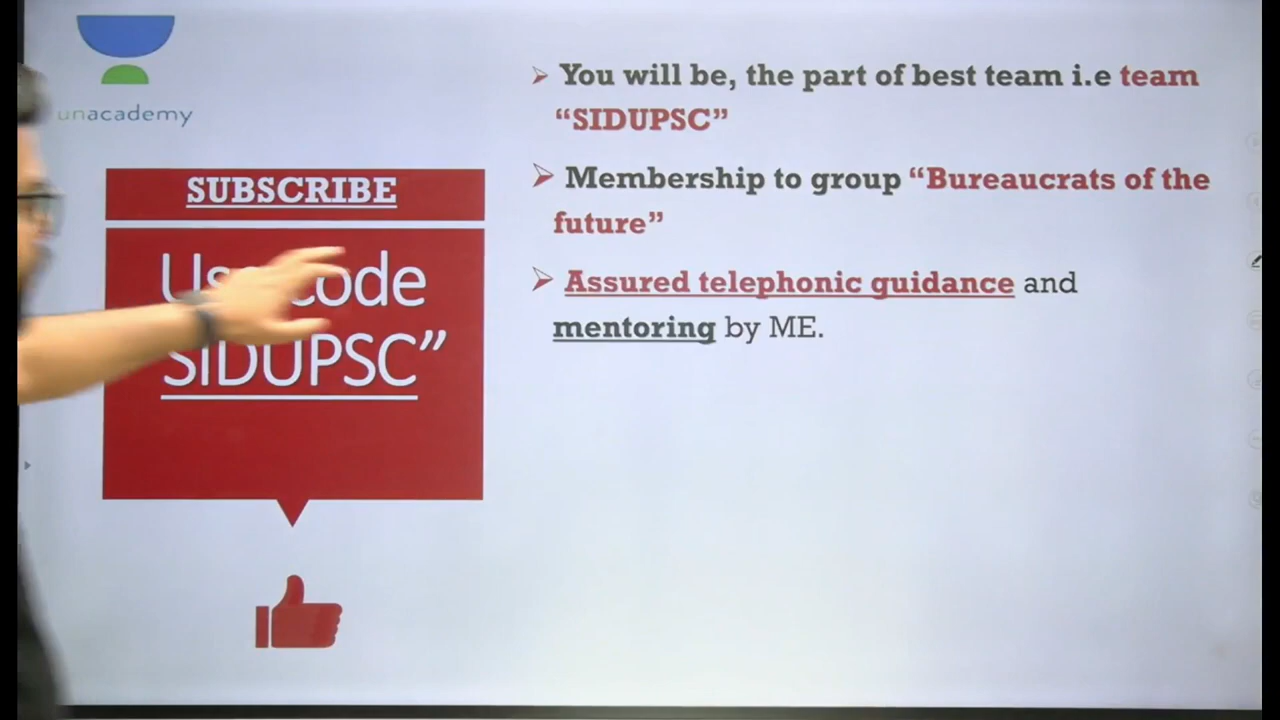 unacademy
SUBSCRIBE
code
SIDUPSC”
You will be, the part of best team i.e team
“SIDUPSC”
Membership to group “Bureaucrats of the
future”
Assured telephonic guidance and
mentoring by ME.